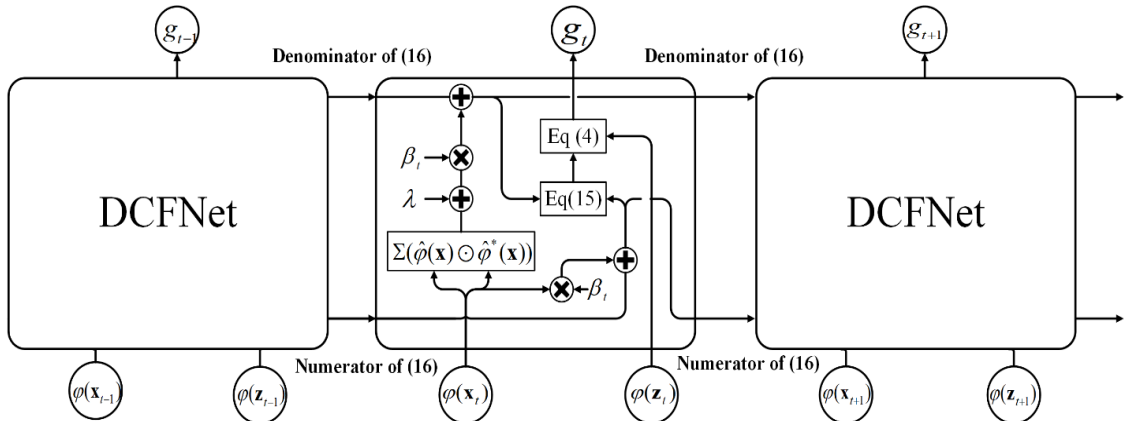 g_{t-1}
g_t
g_{t+1}
Denominator of (16)
Denominator of (16)
β_t
Eq (4)
λ
Eq(15)
DCFNet
DCFNet
Σ(φ̂(x) ⊙ φ̂*(x))
β_t
Numerator of (16)
Numerator of (16)
φ(x_{t-1})
φ(z_{t-1})
φ(x_t)
φ(z_t)
φ(x_{t+1})
φ(z_{t+1})